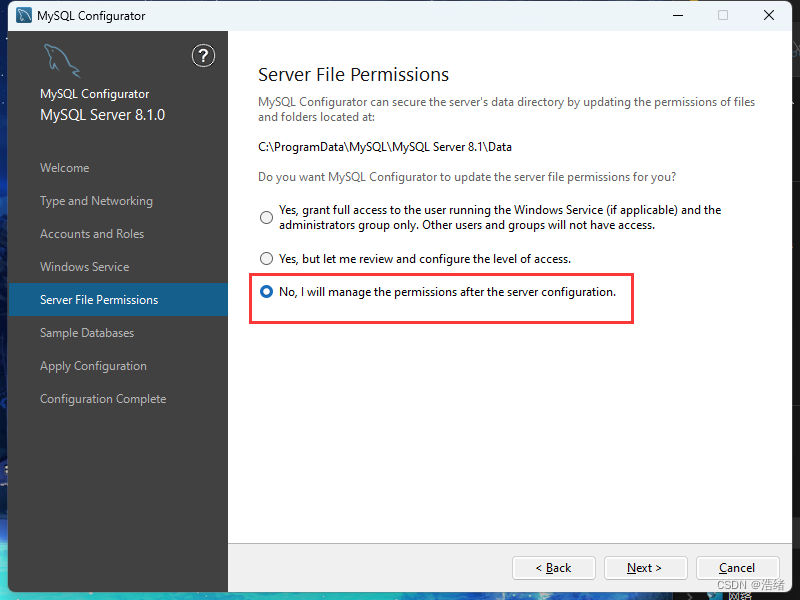 MySQL Configurator
?
MySQL Configurator
MySQL Server 8.1.0
Welcome
Type and Networking
Accounts and Roles
Windows Service
Server File Permissions
Sample Databases
Apply Configuration
Configuration Complete
Server File Permissions
MySQL Configurator can secure the server's data directory by updating the permissions of files
and folders located at:
C:\ProgramData\MySQL\MySQL Server 8.1\Data
Do you want MySQL Configurator to update the server file permissions for you?
Yes, grant full access to the user running the Windows Service (if applicable) and the
administrators group only. Other users and groups will not have access.
Yes, but let me review and configure the level of access.
No, I will manage the permissions after the server configuration.
< Back
Next >
Cancel
CSDN @浩绪
网络